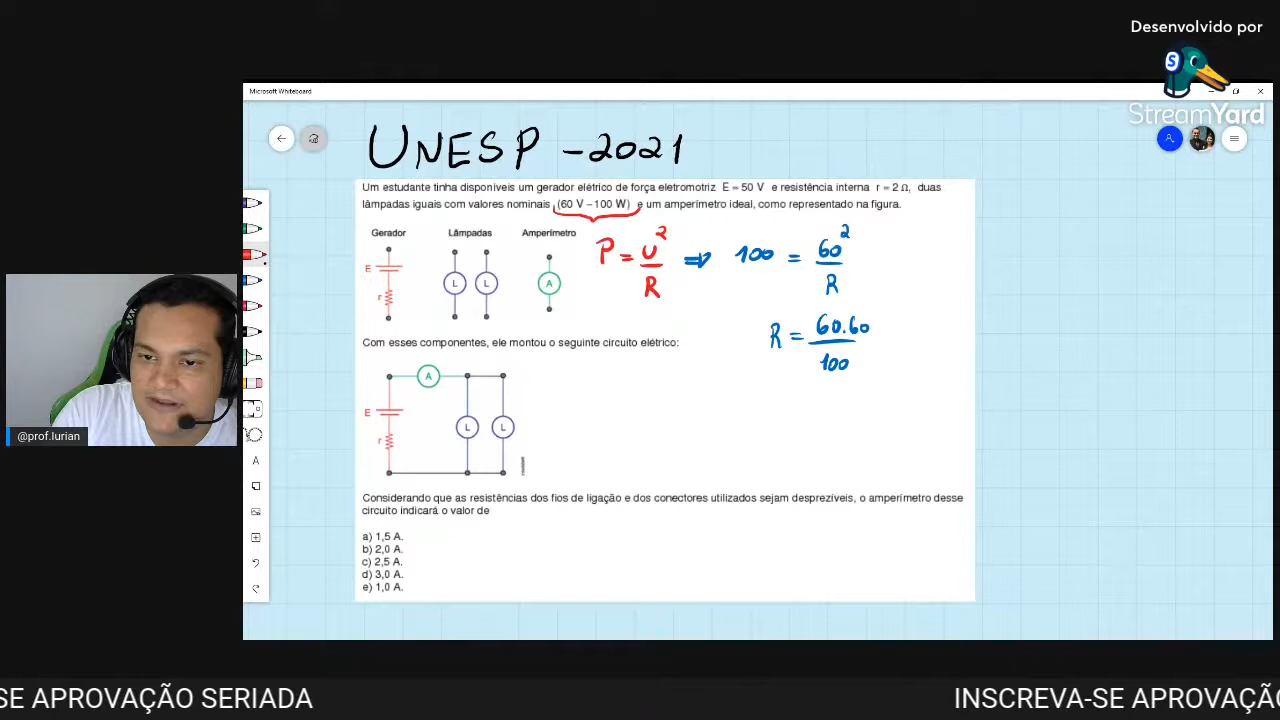 Desenvolvido por
S
StreamYard
Microsoft Whiteboard
UNESP - 2021
Um estudante tinha disponíveis um gerador elétrico de força eletromotriz E = 50 V e resistência interna r = 2 Ω, duas
lâmpadas iguais com valores nominais (60 V – 100 W) e um amperímetro ideal, como representado na figura.
Gerador Lâmpadas Amperímetro
E r L L A
P = U² / R ⇒ 100 = 60² / R
R = 60.60 / 100
Com esses componentes, ele montou o seguinte circuito elétrico:
A
E L L
r
Considerando que as resistências dos fios de ligação e dos conectores utilizados sejam desprezíveis, o amperímetro desse
circuito indicará o valor de
a) 1,5 A.
b) 2,0 A.
c) 2,5 A.
d) 3,0 A.
e) 1,0 A.
A
@prof.lurian
SE APROVAÇÃO SERIADA
INSCREVA-SE APROVAÇÃ